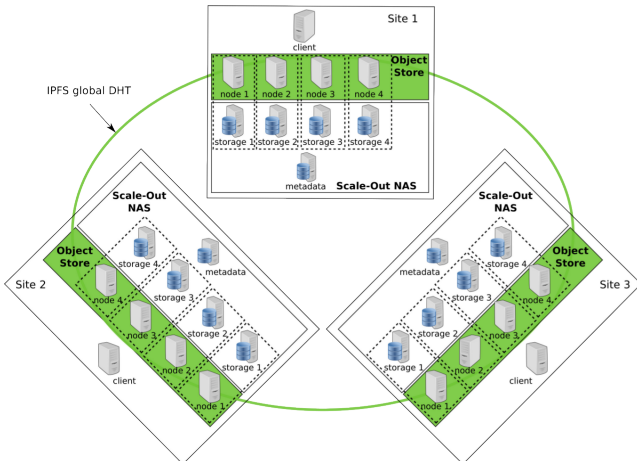 Site 1
client
Object
Store
node 1
node 2
node 3
node 4
storage 1
storage 2
storage 3
storage 4
metadata
Scale-Out NAS
IPFS global DHT
Scale-Out
NAS
Object
Store
storage 4
metadata
Site 2
node 4
storage 3
node 3
storage 2
node 2
storage 1
client
node 1
Scale-Out
NAS
Object
Store
storage 4
metadata
Site 3
node 4
storage 3
node 3
storage 2
node 2
storage 1
client
node 1